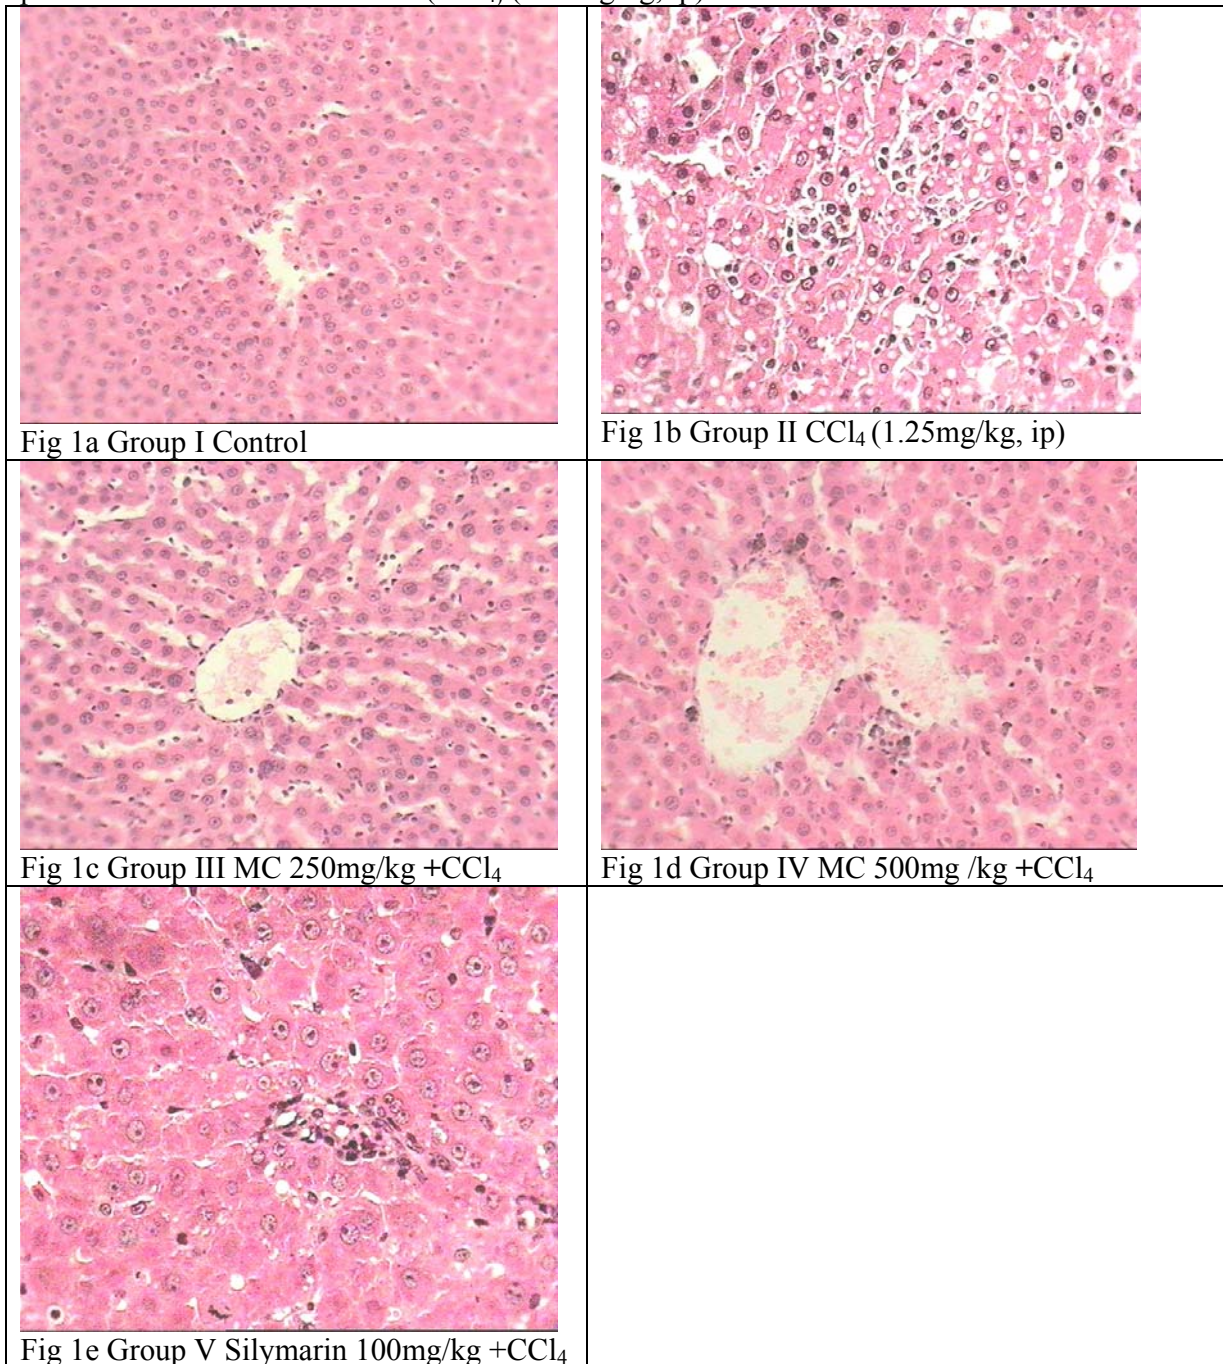 Fig 1a Group I Control
Fig 1b Group II CCl₄ (1.25mg/kg, ip)
Fig 1c Group III MC 250mg/kg +CCl₄
Fig 1d Group IV MC 500mg /kg +CCl₄
Fig 1e Group V Silymarin 100mg/kg +CCl₄